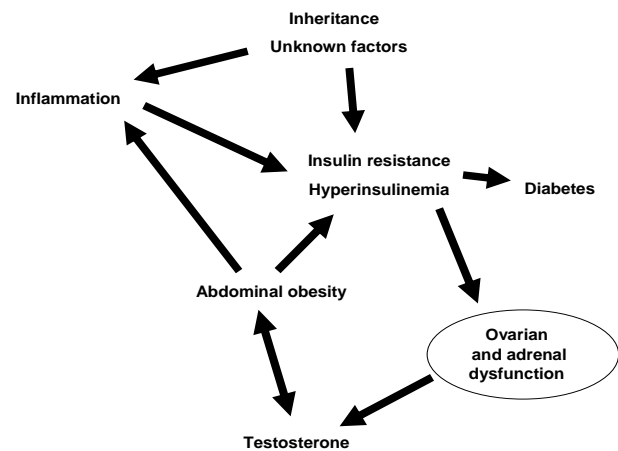 Inheritance
Unknown factors
Inflammation
Insulin resistance
Hyperinsulinemia
Diabetes
Abdominal obesity
Ovarian
and adrenal
dysfunction
Testosterone